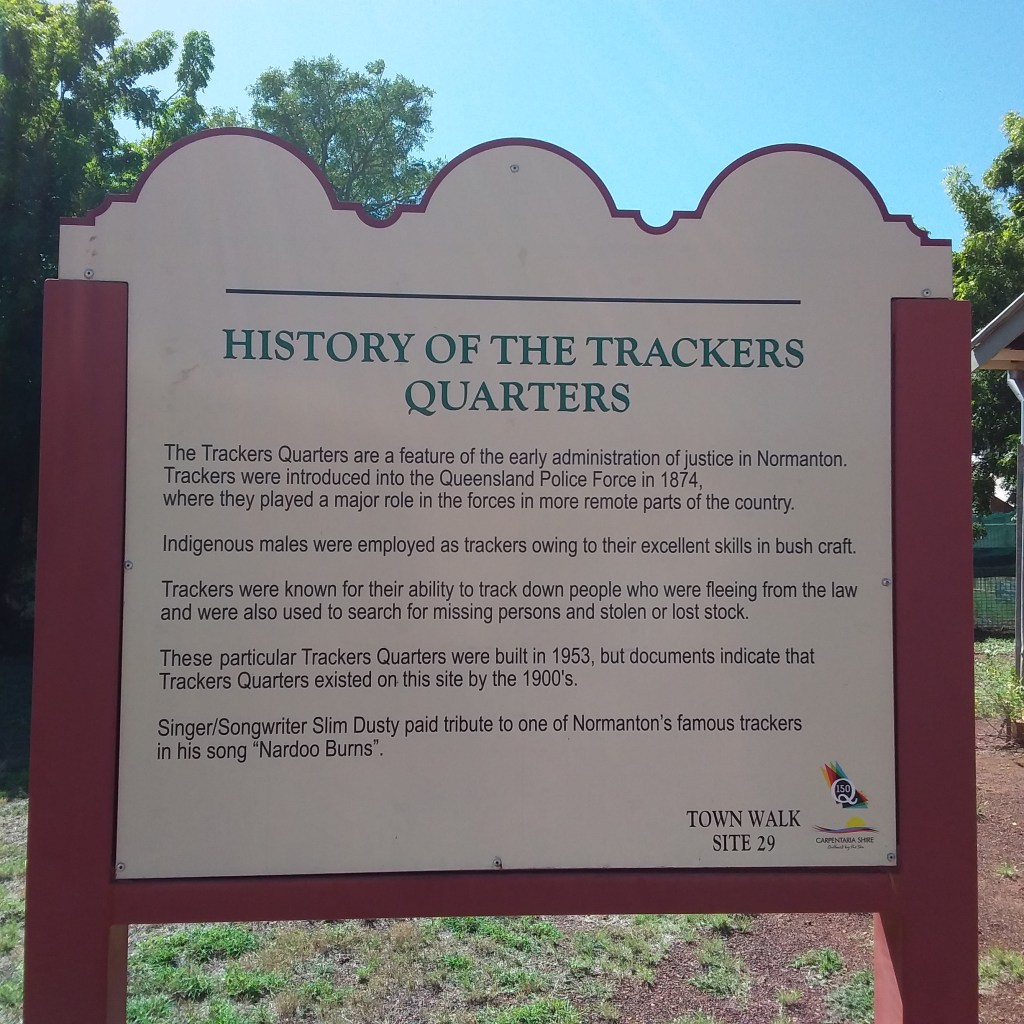 HISTORY OF THE TRACKERS
QUARTERS
The Trackers Quarters are a feature of the early administration of justice in Normanton.
Trackers were introduced into the Queensland Police Force in 1874,
where they played a major role in the forces in more remote parts of the country.
Indigenous males were employed as trackers owing to their excellent skills in bush craft.
Trackers were known for their ability to track down people who were fleeing from the law
and were also used to search for missing persons and stolen or lost stock.
These particular Trackers Quarters were built in 1953, but documents indicate that
Trackers Quarters existed on this site by the 1900's.
Singer/Songwriter Slim Dusty paid tribute to one of Normanton's famous trackers
in his song “Nardoo Burns”.
TOWN WALK
SITE 29
Q150
CARPENTARIA SHIRE